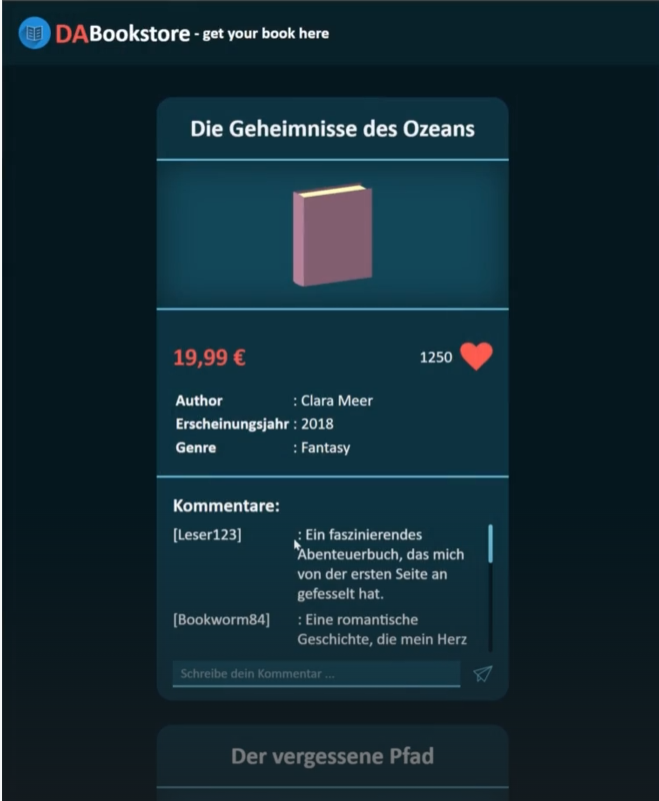 DABookstore - get your book here
Die Geheimnisse des Ozeans
19,99 €
1250
Author : Clara Meer
Erscheinungsjahr : 2018
Genre : Fantasy
Kommentare:
[Leser123] : Ein faszinierendes
Abenteuerbuch, das mich
von der ersten Seite an
gefesselt hat.
[Bookworm84] : Eine romantische
Geschichte, die mein Herz
Schreibe dein Kommentar ...
Der vergessene Pfad